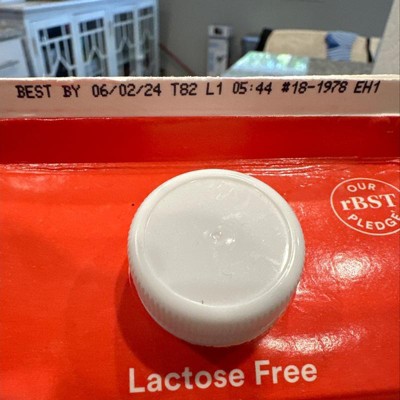 BEST BY 06/02/24 T82 L1 05:44 #18-1978 EH1
OUR
rBST
PLEDGE
Lactose Free